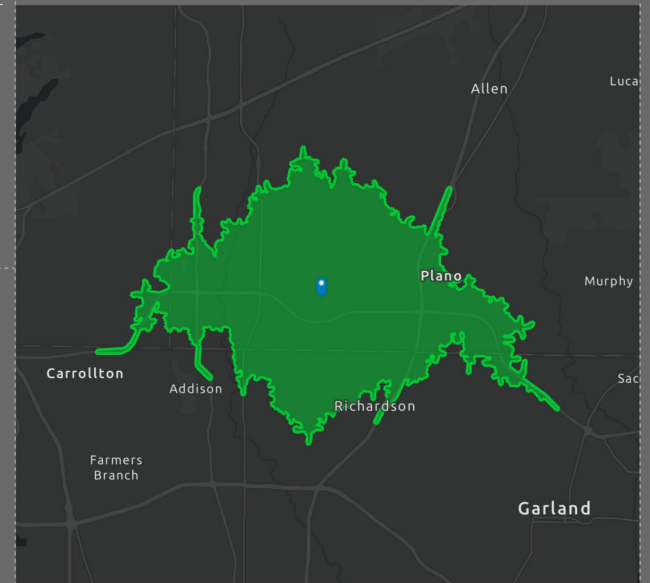 Allen
Luca
Plano
Murphy
Carrollton
Addison
Sac
Richardson
Farmers
Branch
Garland